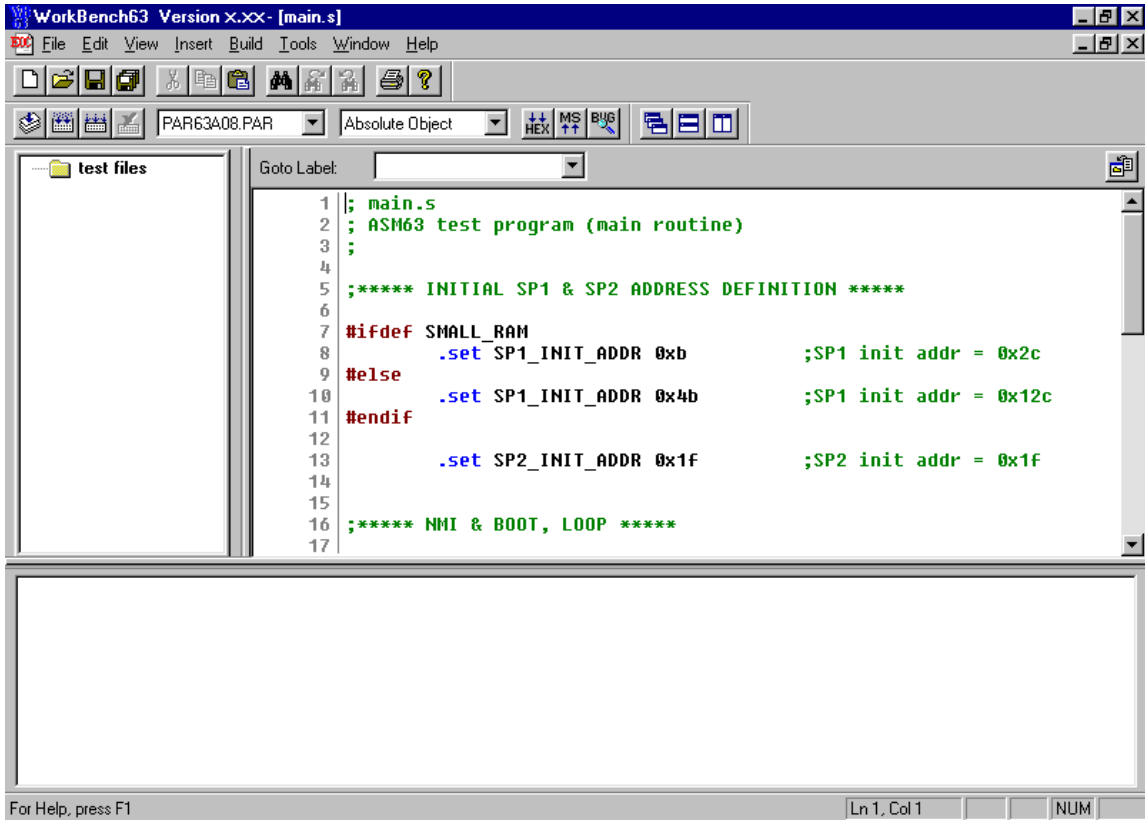 WorkBench63 Version x.xx- [main.s]
File Edit View Insert Build Tools Window Help
PAR63A08.PAR Absolute Object HEX MS BUG
test files
Goto Label:
1 ; main.s
2 ; ASM63 test program (main routine)
3 ;
4
5 ;***** INITIAL SP1 & SP2 ADDRESS DEFINITION *****
6
7 #ifdef SMALL_RAM
8 .set SP1_INIT_ADDR 0xb ;SP1 init addr = 0x2c
9 #else
10 .set SP1_INIT_ADDR 0x4b ;SP1 init addr = 0x12c
11 #endif
12
13 .set SP2_INIT_ADDR 0x1f ;SP2 init addr = 0x1f
14
15
16 ;***** NMI & BOOT, LOOP *****
17
For Help, press F1 Ln 1, Col 1 NUM